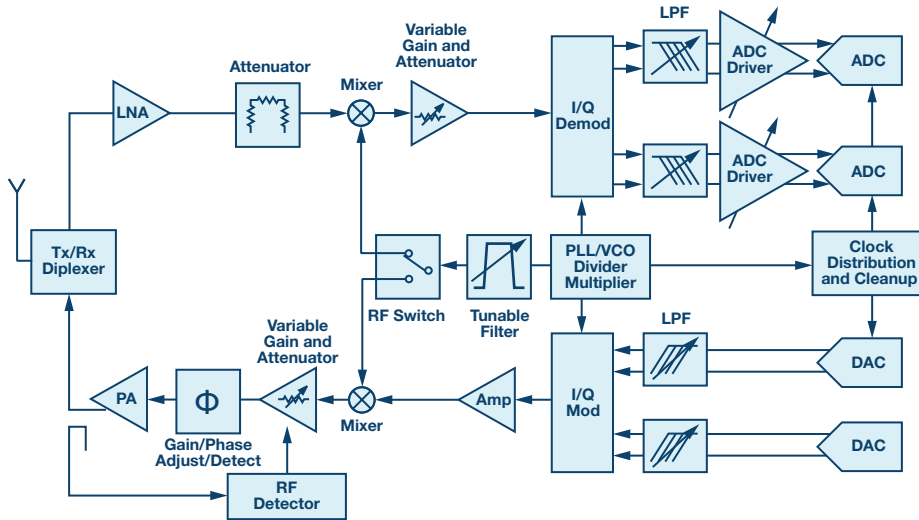 LPF
Variable
Gain and
Attenuator
ADC
Driver
ADC
Attenuator
Mixer
LNA
I/Q
Demod
ADC
Driver
ADC
Tx/Rx
Diplexer
PLL/VCO
Divider
Multiplier
Clock
Distribution
and Cleanup
RF Switch
Tunable
Filter
LPF
Variable
Gain and
Attenuator
DAC
PA
Φ
Mixer
Amp
I/Q
Mod
Gain/Phase
Adjust/Detect
DAC
RF
Detector